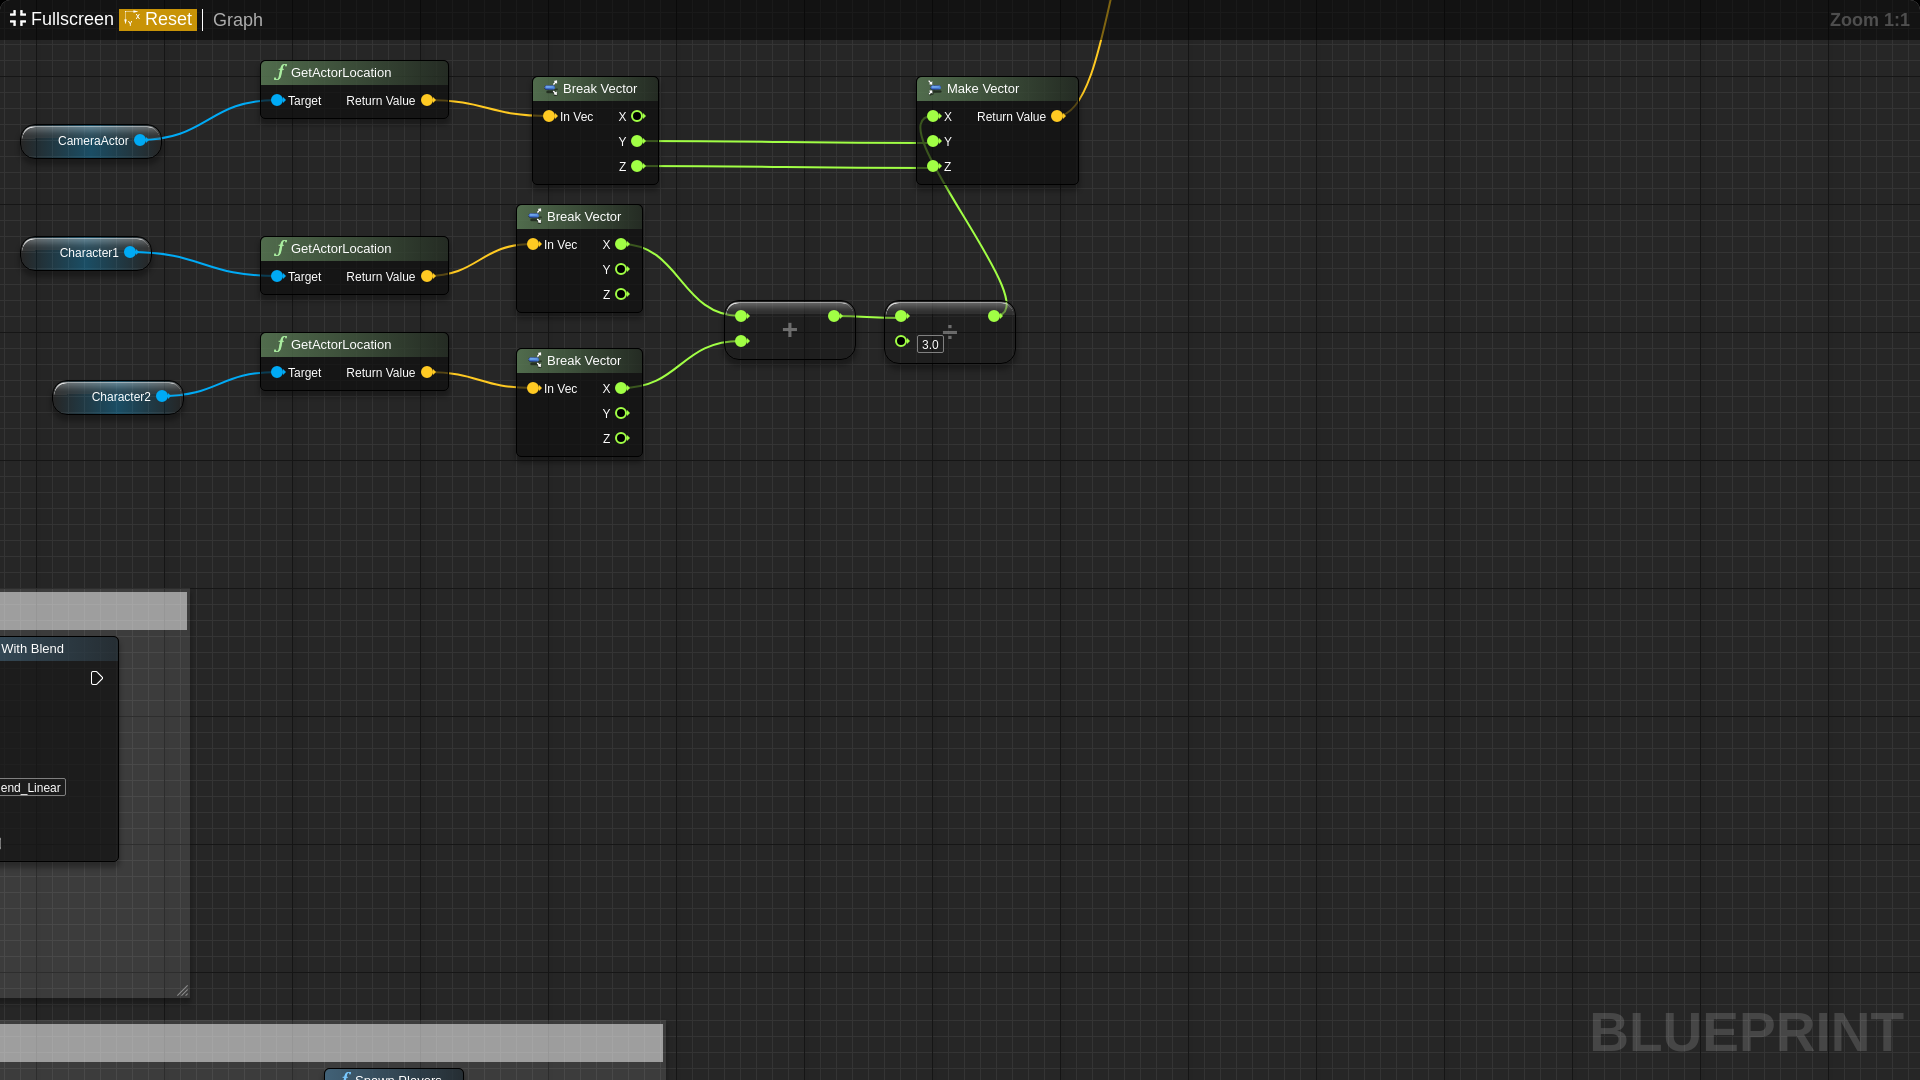 Fullscreen Reset Graph Zoom 1:1
GetActorLocation
Target Return Value
CameraActor
Break Vector
In Vec X
Y
Z
Make Vector
X Return Value
Y
Z
Character1
GetActorLocation
Target Return Value
Break Vector
In Vec X
Y
Z
Character2
GetActorLocation
Target Return Value
Break Vector
In Vec X
Y
Z
+
÷
3.0
With Blend
end_Linear
Spawn Players
BLUEPRINT